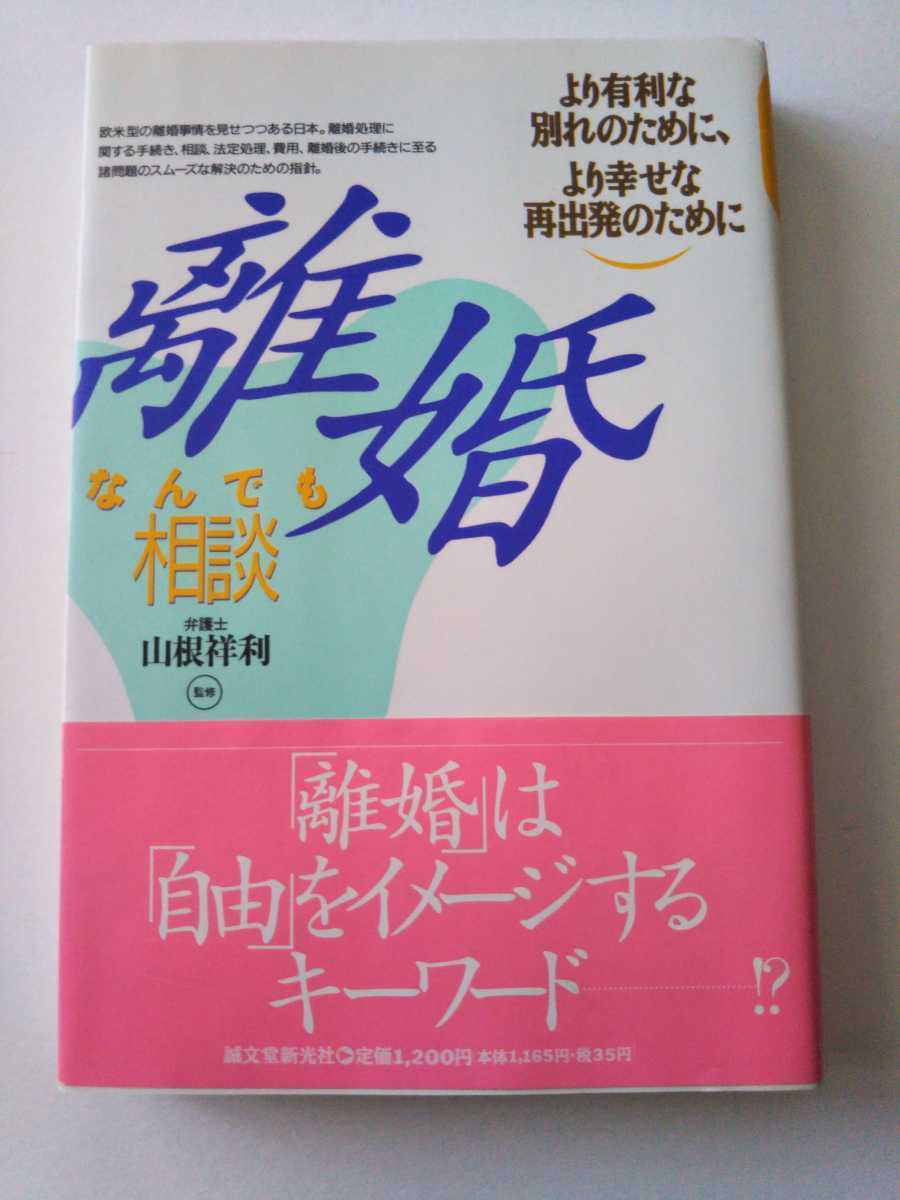 欧米型の離婚事情を見せつつある日本。離婚処理に
関する手続き、相談、法定処理、費用、離婚後の手続きに至る
諸問題のスムーズな解決のための指針。
より有利な
別れのために、
より幸せな
再出発のために
離婚
なんでも
相談
弁護士
山根祥利
監修
「離婚」は
「自由」をイメージする
キーワード…………!?
誠文堂新光社 定価1,200円 本体1,165円・税35円